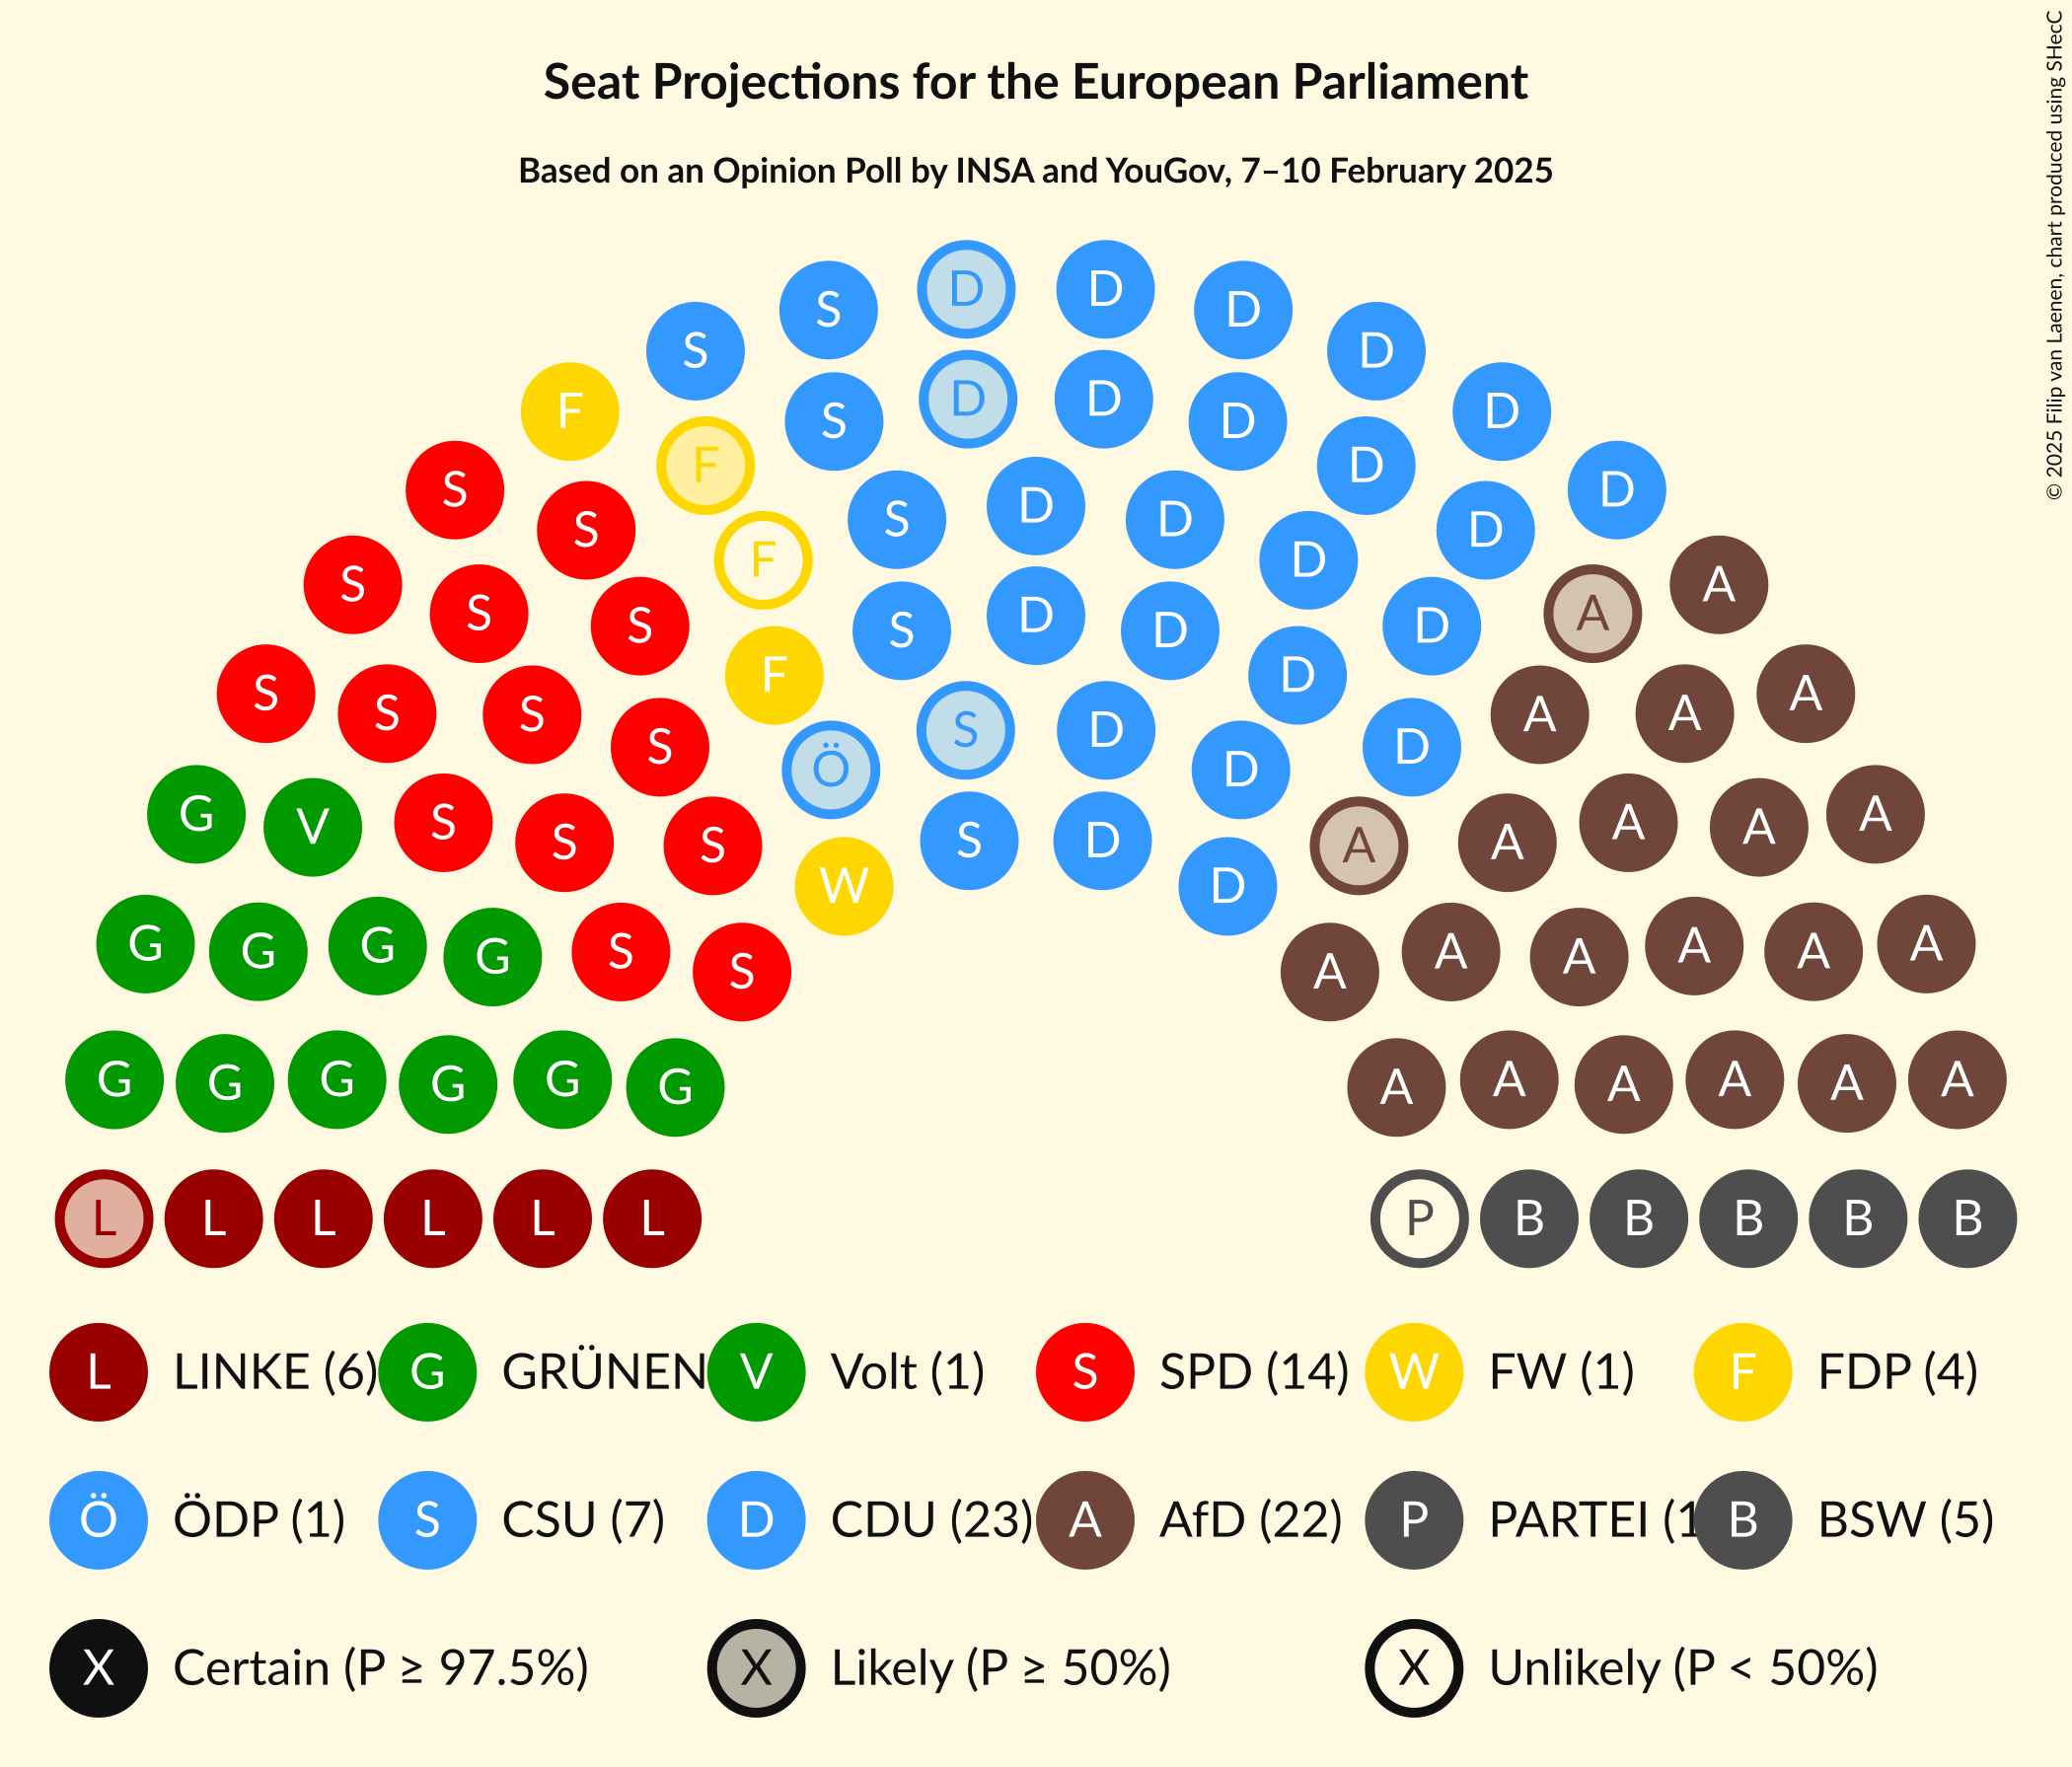 © 2025 Filip van Laenen, chart produced using SHecC
Seat Projections for the European Parliament
Based on an Opinion Poll by INSA and YouGov, 7–10 February 2025
S D D D
S D
F S D D D D
S F S D D D D
S F D D
S S S S D D D A A
S S S F D A A A
S Ö S D D D
G V S S S S D A A A A A
W D
G G G G S S A A A A A A
G G G G G G A A A A A A
L L L L L L P B B B B B
L LINKE (6) G GRÜNEN V Volt (1) S SPD (14) W FW (1) F FDP (4)
Ö ÖDP (1) S CSU (7) D CDU (23) A AfD (22) P PARTEI (1 B BSW (5)
X Certain (P ≥ 97.5%) X Likely (P ≥ 50%) X Unlikely (P < 50%)